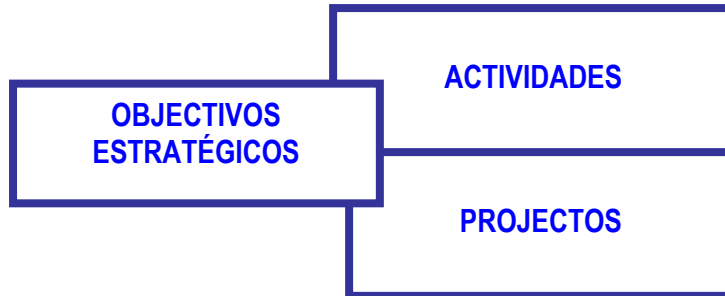 ACTIVIDADES
OBJECTIVOS
ESTRATÉGICOS
PROJECTOS